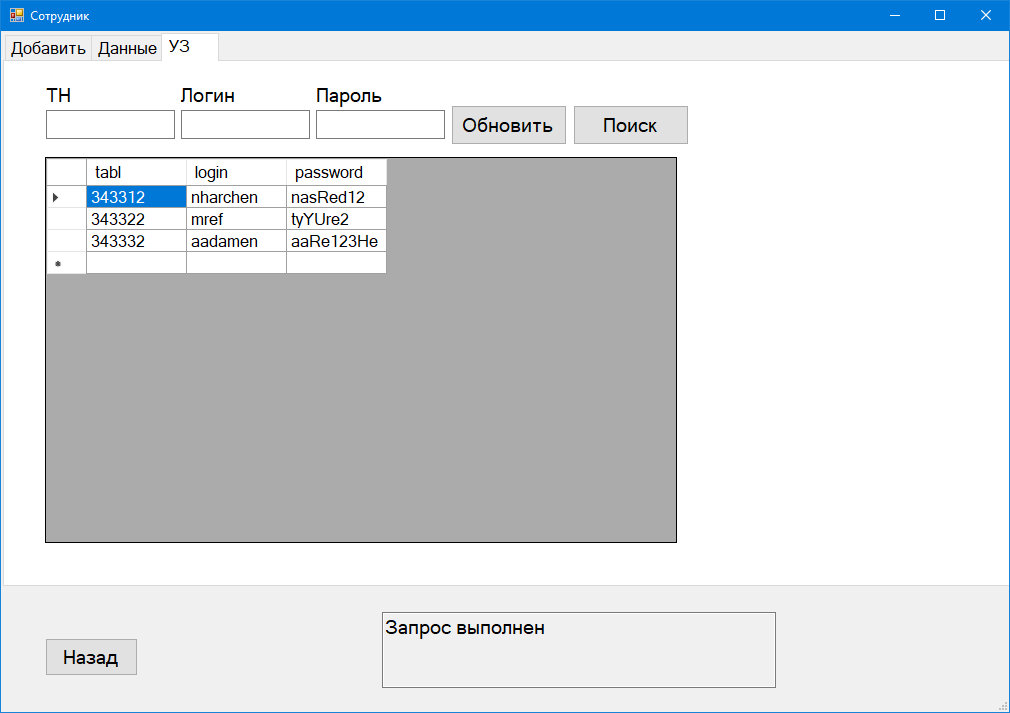 Сотрудник
Добавить Данные УЗ
ТН Логин Пароль
Обновить Поиск
tabl login password
343312 nharchen nasRed12
343322 mref tyYUre2
343332 aadamen aaRe123He
Запрос выполнен
Назад